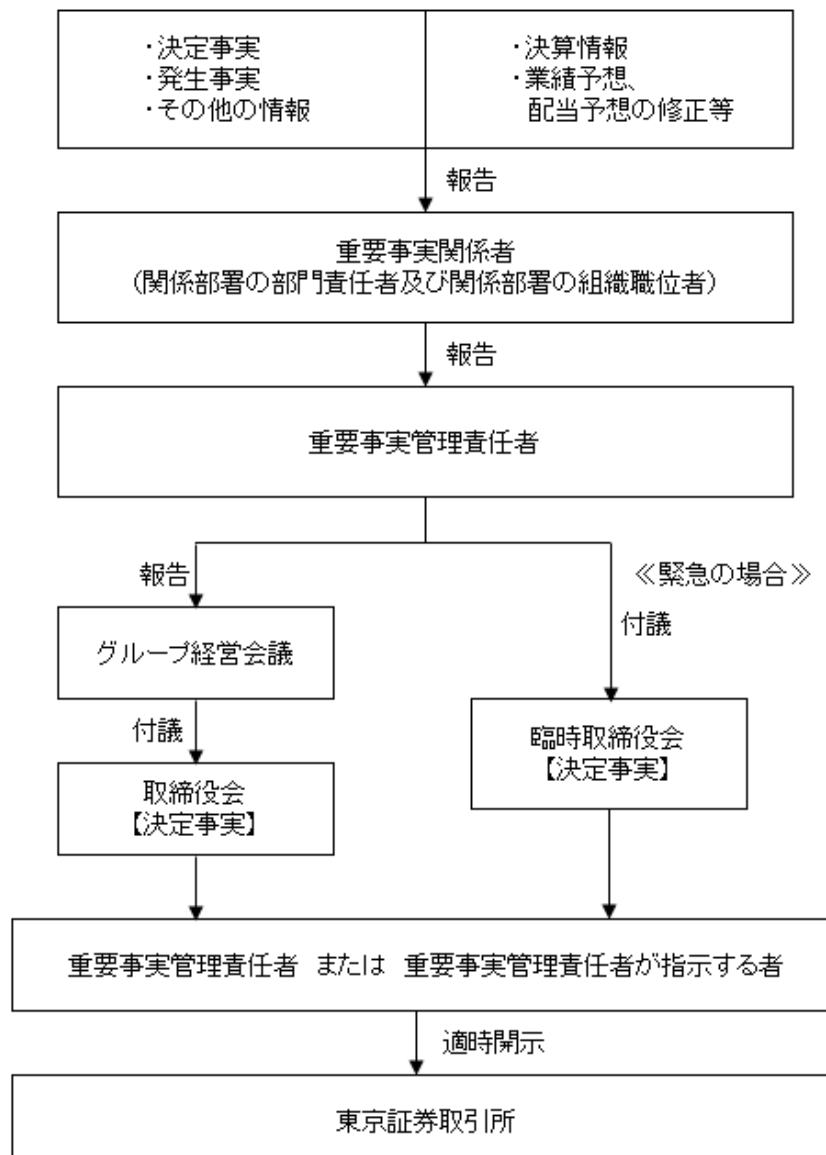 ・決定事実
・発生事実
・その他の情報
・決算情報
・業績予想、
配当予想の修正等
報告
重要事実関係者
（関係部署の部門責任者及び関係部署の組織職位者）
報告
重要事実管理責任者
報告
≪緊急の場合≫
付議
グループ経営会議
付議
臨時取締役会
【決定事実】
取締役会
【決定事実】
重要事実管理責任者 または 重要事実管理責任者が指示する者
適時開示
東京証券取引所